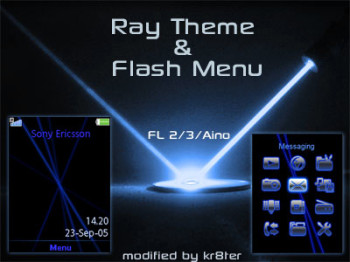 Ray Theme
&
Flash Menu
FL 2/3/Aino
Sony Ericsson
14.20
23-Sep-05
Menu
Messaging
modified by kr8ter